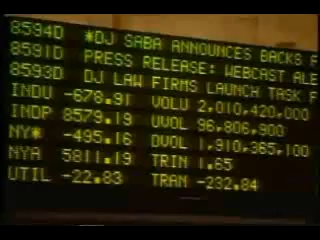 8594D *DJ SABA ANNOUNCES BACKS F
8591D PRESS RELEASE: WEBCAST ALE
8593D DJ LAW FIRMS LAUNCH TASK F
INDU -678.91 VOLU 2,010,420,000
INDP 8579.19 UVOL 96,806,900
NY* -495.16 DVOL 1,910,365,100
NYA 5811.19 TRIN 1.65
UTIL -22.83 TRAN -232.84